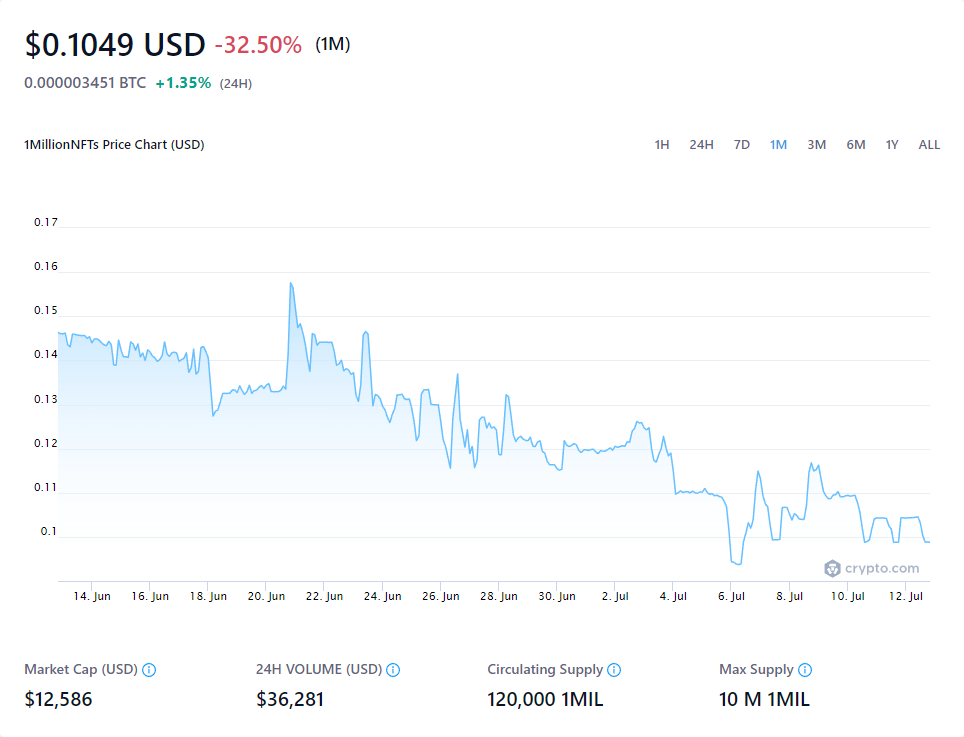 $0.1049 USD -32.50% (1M)
0.000003451 BTC +1.35% (24H)
1MillionNFTs Price Chart (USD) 1H 24H 7D 1M 3M 6M 1Y ALL
0.17
0.16
0.15
0.14
0.13
0.12
0.11
0.1
crypto.com
14. Jun 16. Jun 18. Jun 20. Jun 22. Jun 24. Jun 26. Jun 28. Jun 30. Jun 2. Jul 4. Jul 6. Jul 8. Jul 10. Jul 12. Jul
Market Cap (USD) 24H VOLUME (USD) Circulating Supply Max Supply
$12,586 $36,281 120,000 1MIL 10 M 1MIL